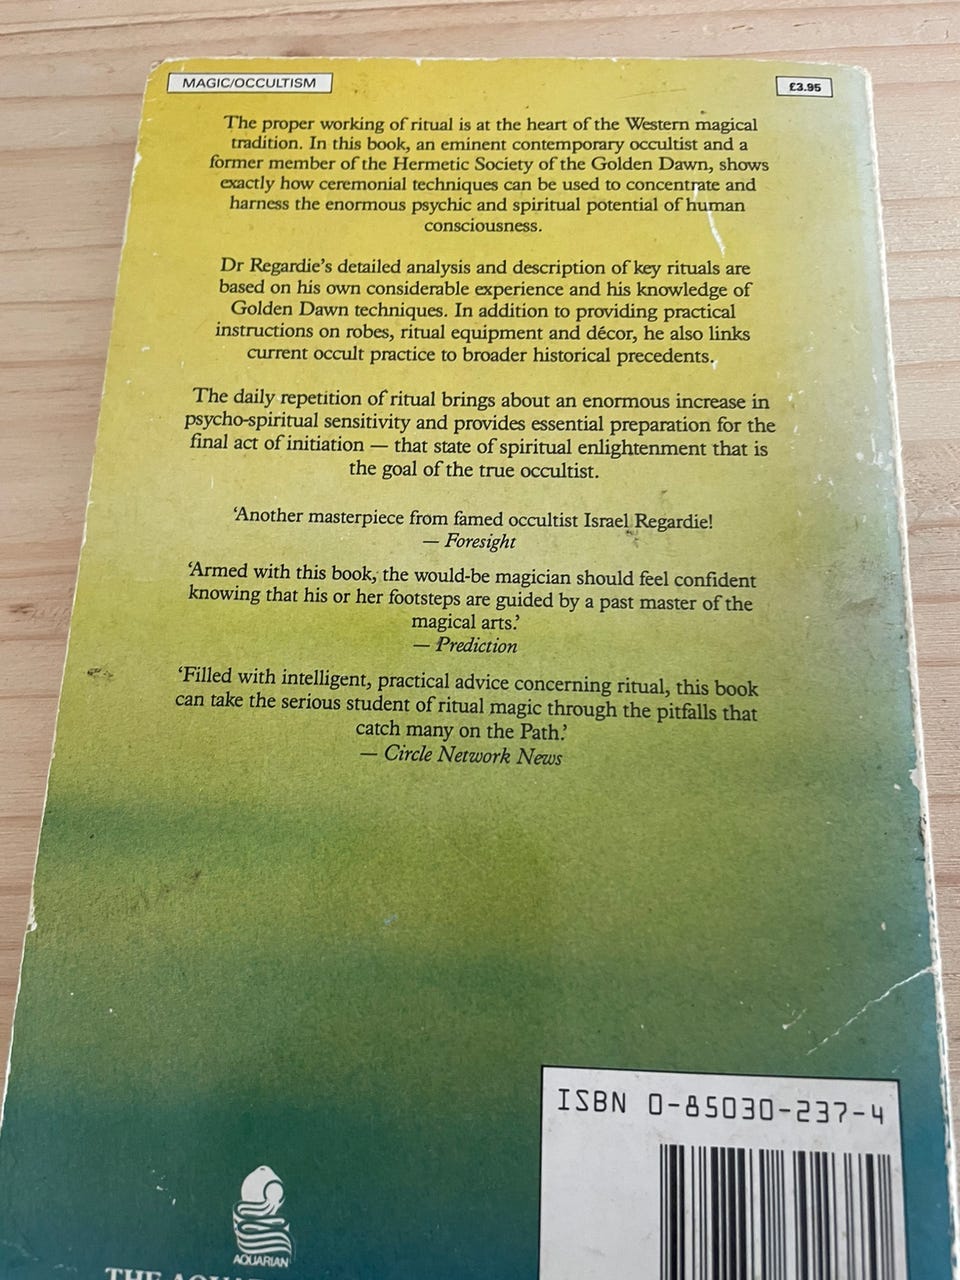 MAGIC/OCCULTISM
£3.95
The proper working of ritual is at the heart of the Western magical
tradition. In this book, an eminent contemporary occultist and a
former member of the Hermetic Society of the Golden Dawn, shows
exactly how ceremonial techniques can be used to concentrate and
harness the enormous psychic and spiritual potential of human
consciousness.
Dr Regardie's detailed analysis and description of key rituals are
based on his own considerable experience and his knowledge of
Golden Dawn techniques. In addition to providing practical
instructions on robes, ritual equipment and décor, he also links
current occult practice to broader historical precedents.
The daily repetition of ritual brings about an enormous increase in
psycho-spiritual sensitivity and provides essential preparation for the
final act of initiation — that state of spiritual enlightenment that is
the goal of the true occultist.
‘Another masterpiece from famed occultist Israel Regardie!
— Foresight
‘Armed with this book, the would-be magician should feel confident
knowing that his or her footsteps are guided by a past master of the
magical arts.’
— Prediction
‘Filled with intelligent, practical advice concerning ritual, this book
can take the serious student of ritual magic through the pitfalls that
catch many on the Path.’
— Circle Network News
ISBN 0-85030-237-4
AQUARIAN
THE